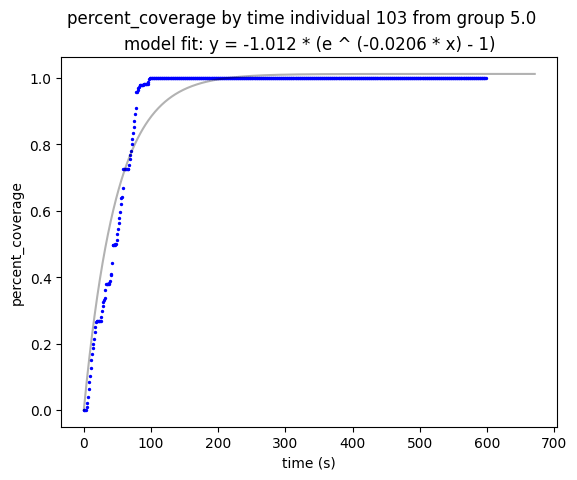 percent_coverage by time individual 103 from group 5.0
model fit: y = -1.012 * (e ^ (-0.0206 * x) - 1)
1.0
0.8
0.6
0.4
0.2
0.0
percent_coverage
0 100 200 300 400 500 600 700
time (s)